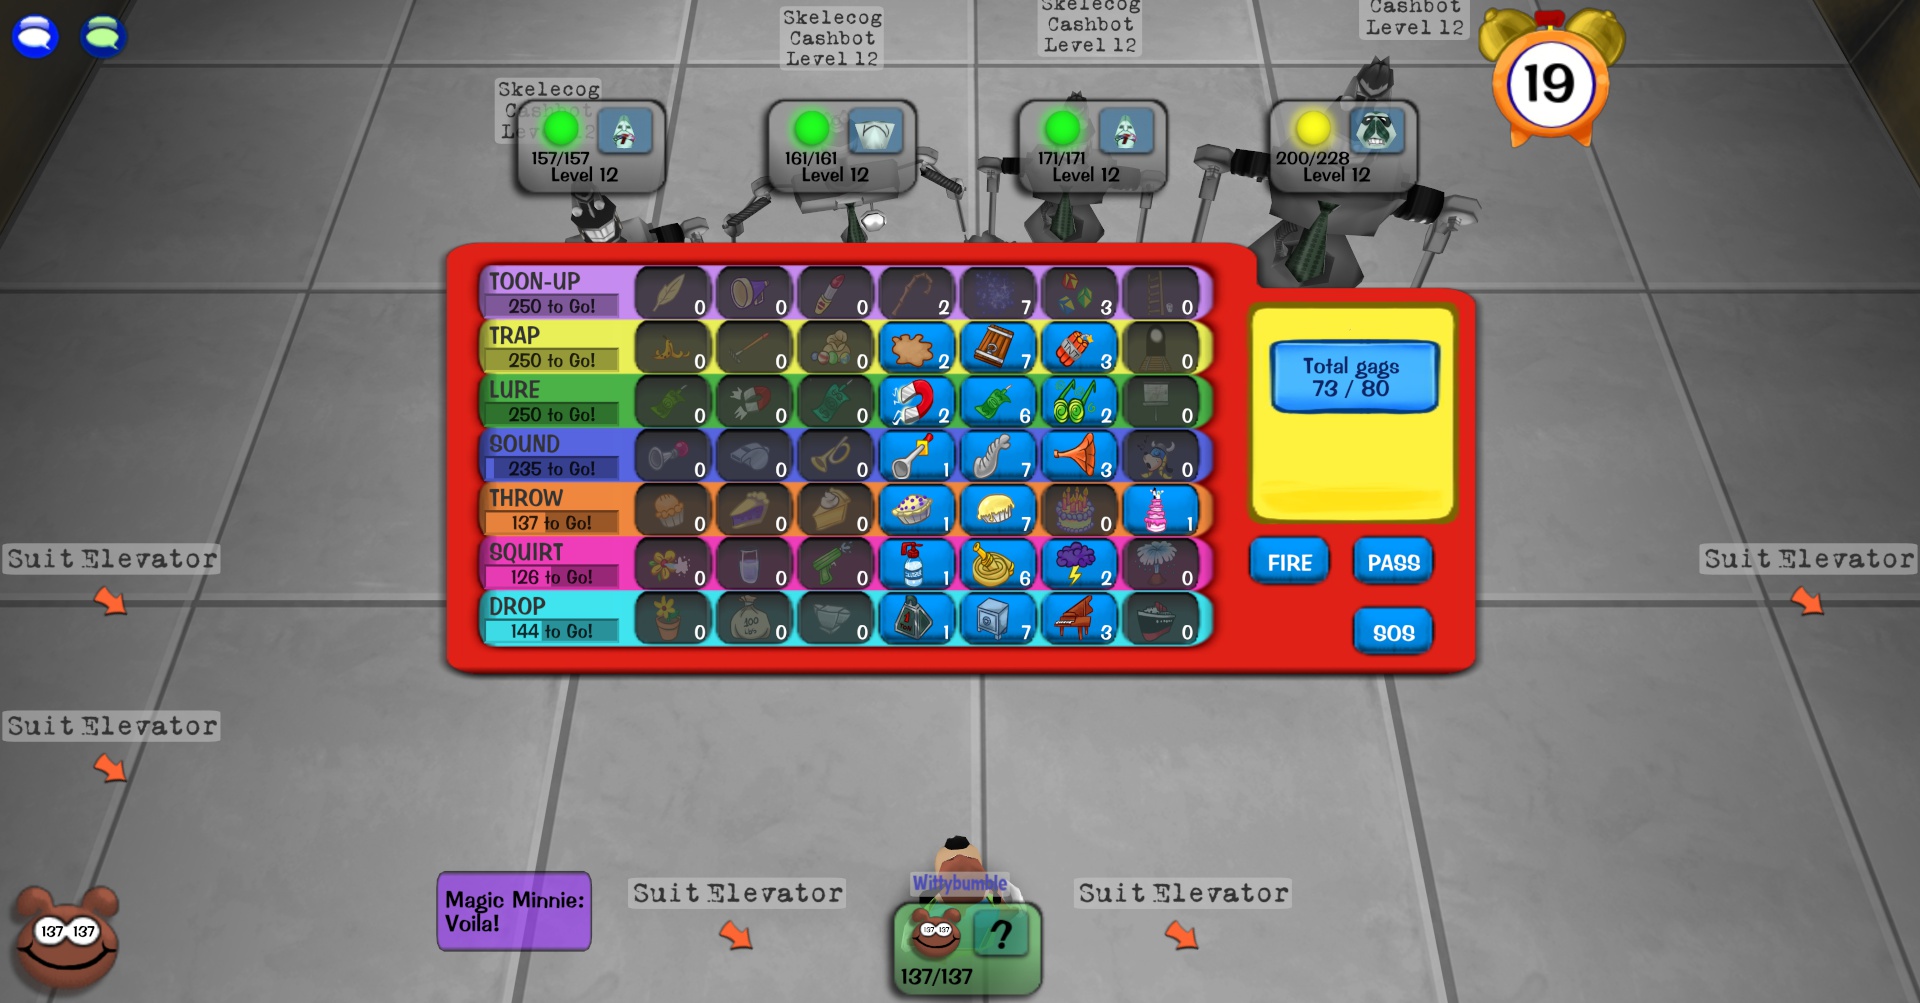 Skelecog
Cashbot
Level 12
Skelecog
Cashbot
Level 12
Cashbot
Level 12
Skelecog
Cashbot
19
157/157
Level 12
161/161
Level 12
171/171
Level 12
200/228
Level 12
TOON-UP
250 to Go!
0 0 0 2 7 3 0
TRAP
250 to Go!
0 0 0 2 7 3 0
LURE
250 to Go!
0 0 0 2 6 2 0
SOUND
235 to Go!
0 0 0 1 7 3 0
THROW
137 to Go!
0 0 0 1 7 0 1
SQUIRT
126 to Go!
0 0 0 1 6 2 0
DROP
144 to Go!
100
0 0 0 1 7 3 0
Total gags
73 / 80
FIRE PASS
SOS
Suit Elevator
Suit Elevator
Suit Elevator
Magic Minnie:
Voila!
Suit Elevator
Wittybumble
Suit Elevator
137 137
137 137
?
137/137